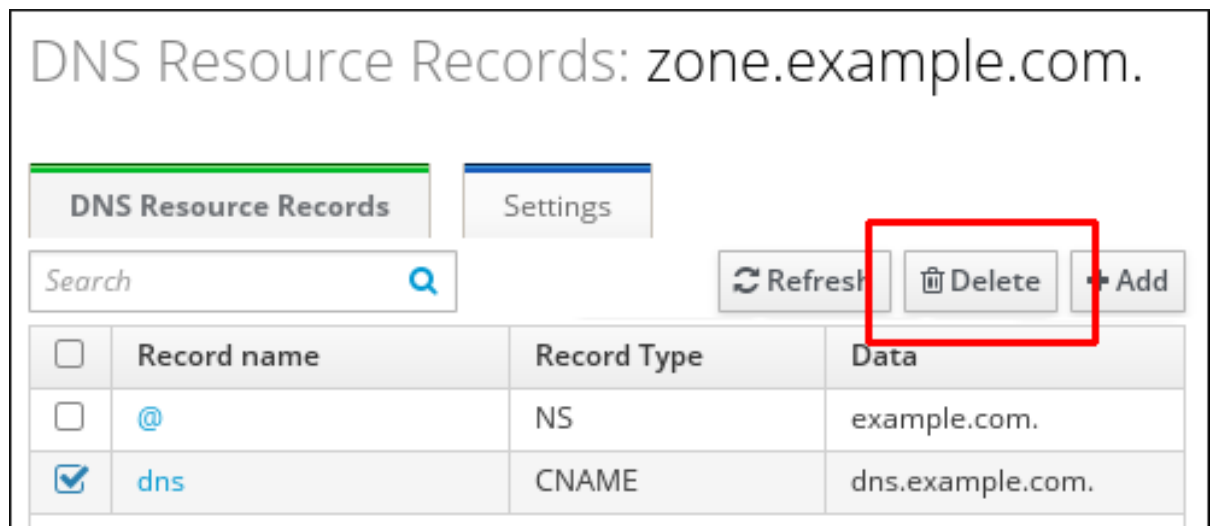 DNS Resource Records: zone.example.com.
DNS Resource Records Settings
Search Refresh Delete Add
Record name Record Type Data
@ NS example.com.
dns CNAME dns.example.com.